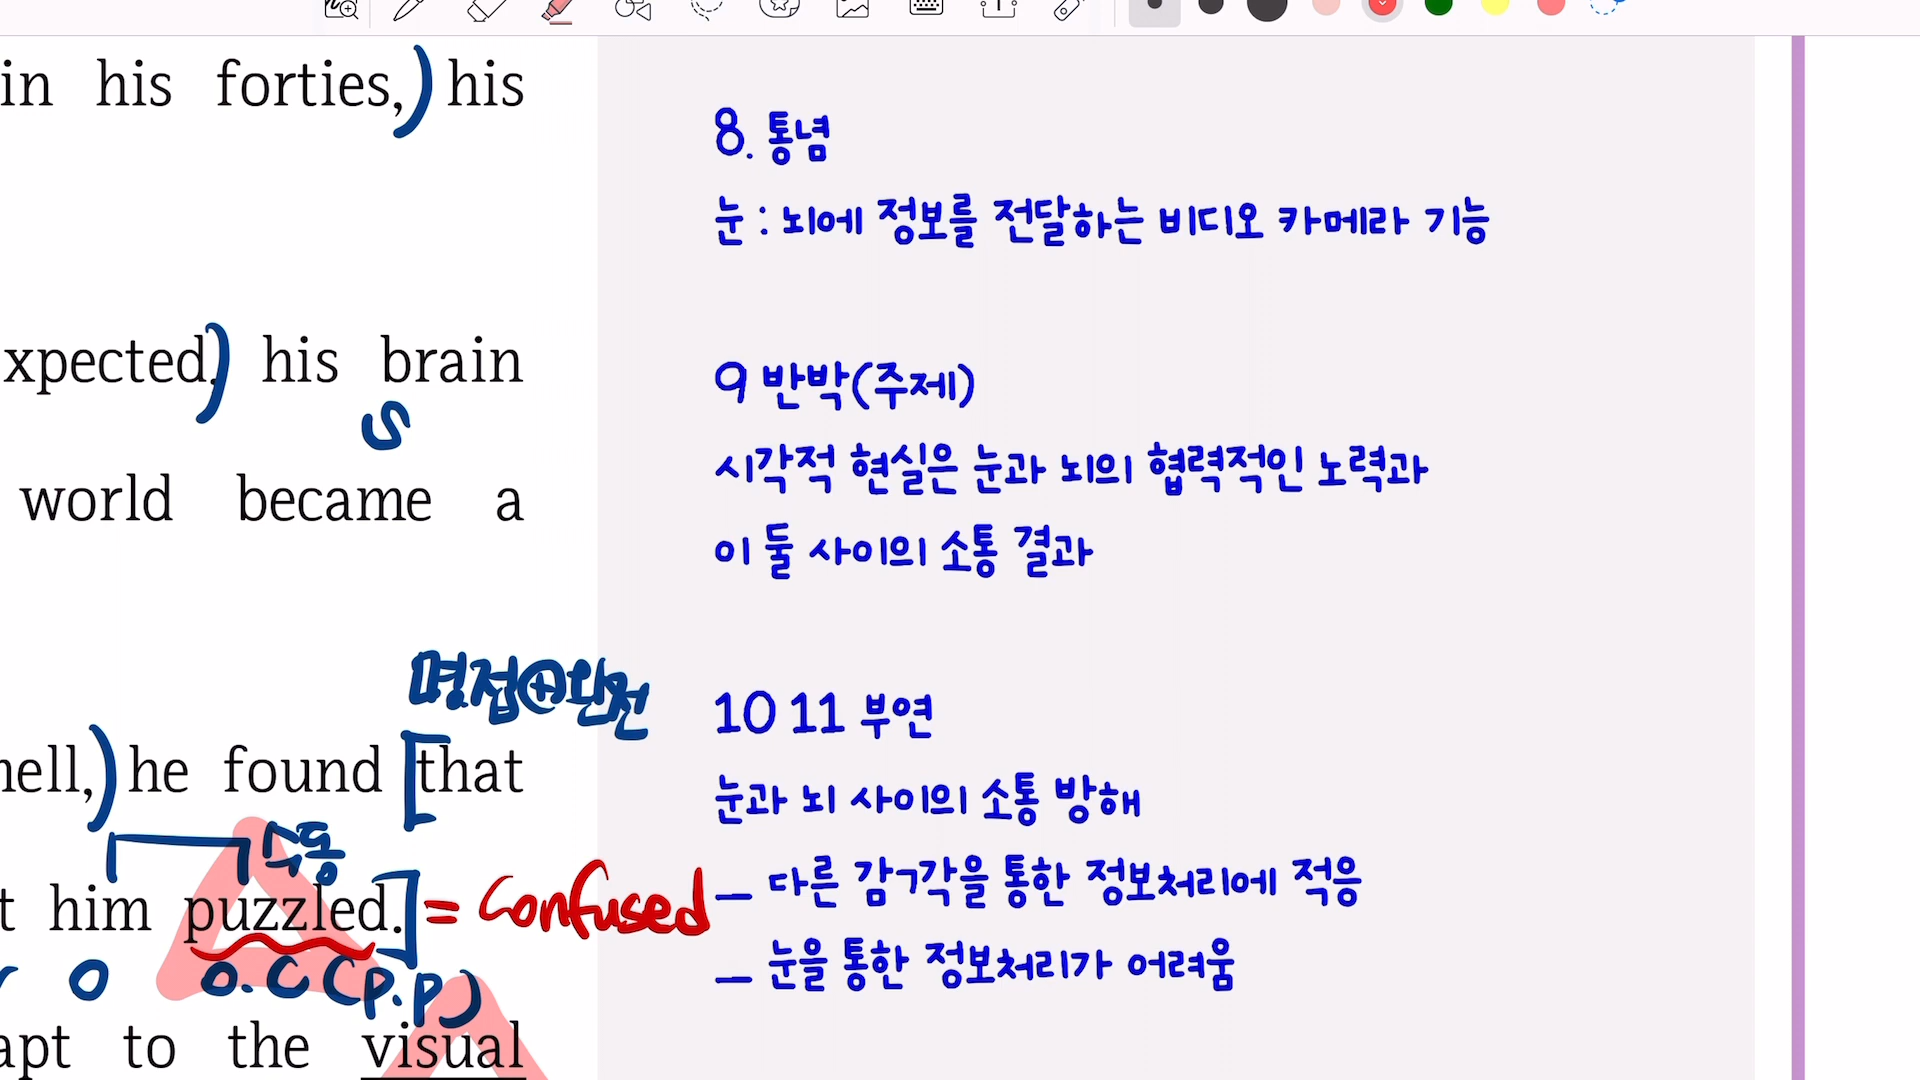 in his forties,) his
xpected,) his brain
S
world became a
명.접⊕완전
hell,) he found [that
수동
t him puzzled.] = confused
O O.C (P.P)
apt to the visual
8. 통념
눈 : 뇌에 정보를 전달하는 비디오 카메라 기능
9 반박(주제)
시각적 현실은 눈과 뇌의 협력적인 노력과
이 둘 사이의 소통 결과
10 11 부연
눈과 뇌 사이의 소통 방해
_ 다른 감ㄱ각을 통한 정보처리에 적응
_ 눈을 통한 정보처리가 어려움